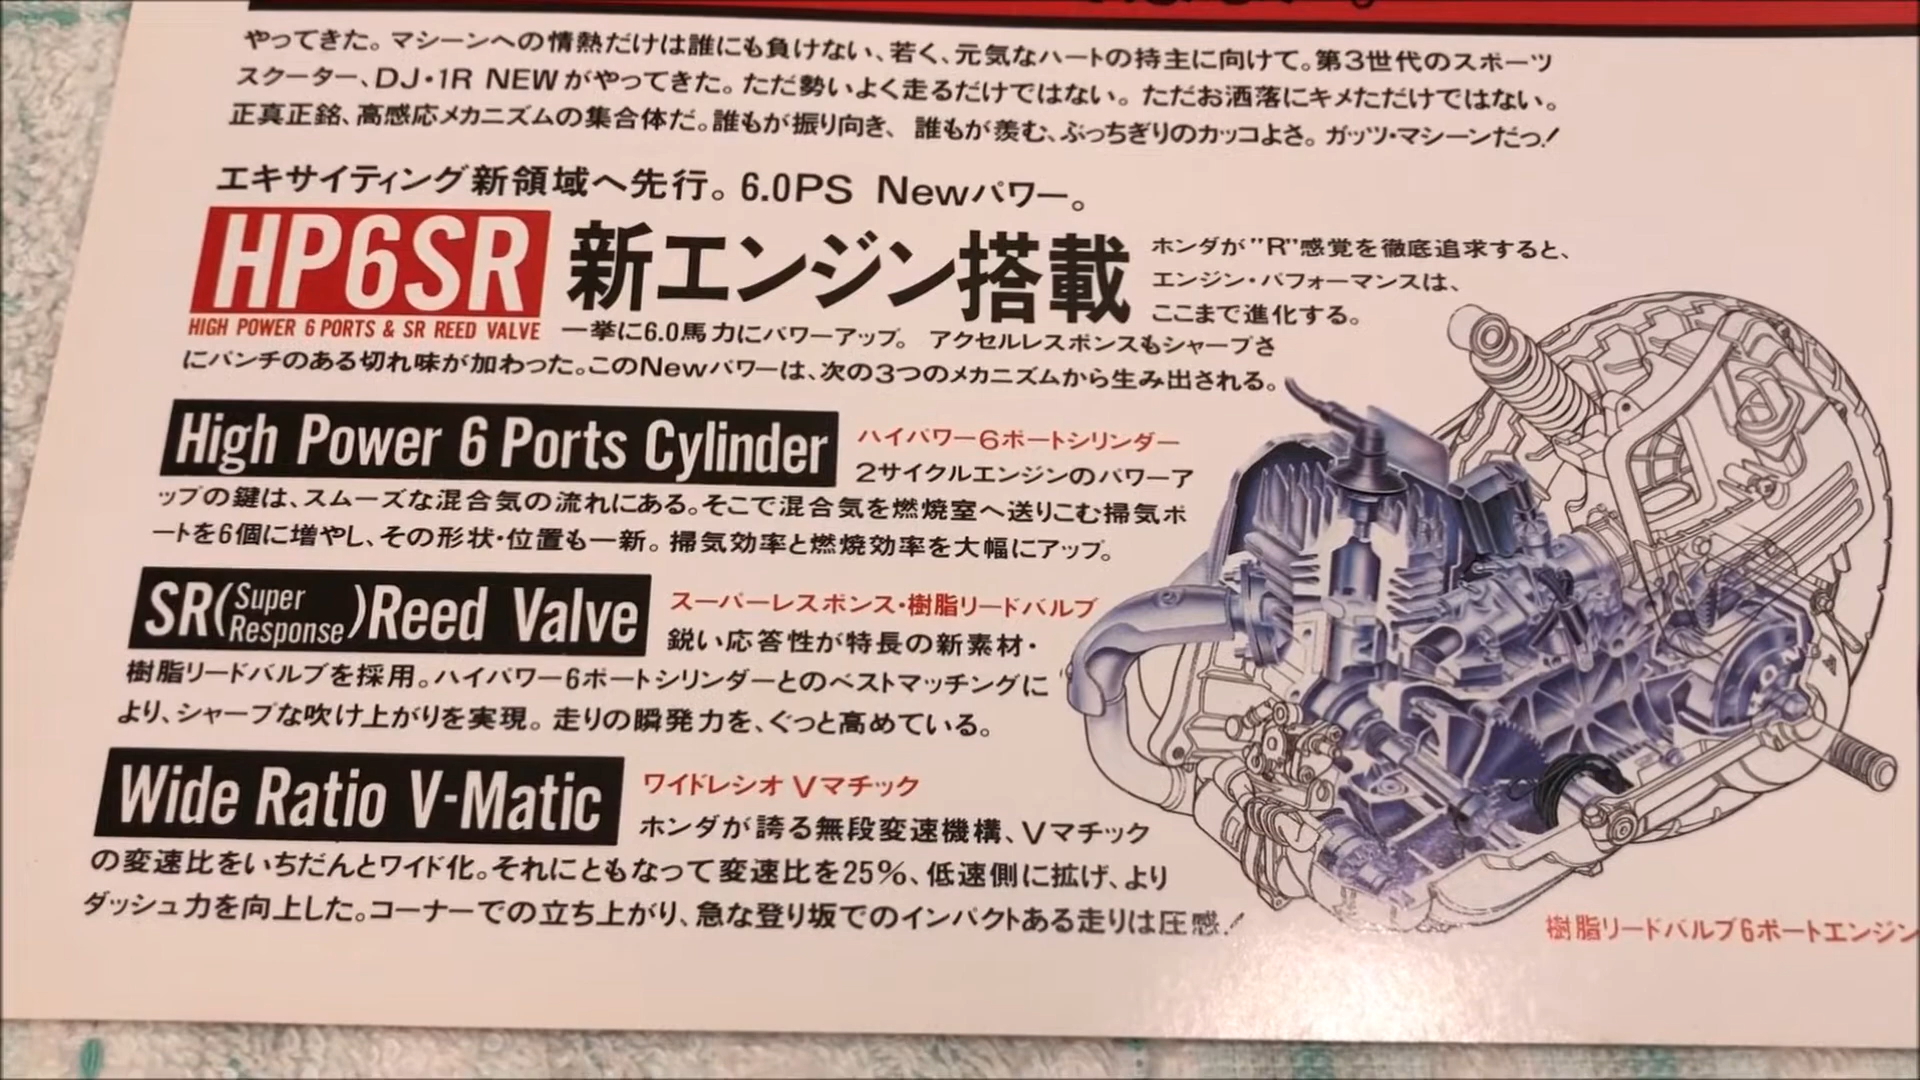 やってきた。マシーンへの情熱だけは誰にも負けない、若く、元気なハートの持主に向けて。第3世代のスポーツ
スクーター、DJ・1R NEWがやってきた。ただ勢いよく走るだけではない。ただお洒落にキメただけではない。
正真正銘、高感応メカニズムの集合体だ。誰もが振り向き、誰もが羨む、ぶっちぎりのカッコよさ。ガッツ・マシーンだっ!
エキサイティング新領域へ先行。6.0PS Newパワー。
HP6SR
HIGH POWER 6 PORTS & SR REED VALVE
新エンジン搭載
ホンダが"R"感覚を徹底追求すると、
エンジン・パフォーマンスは、
ここまで進化する。
一挙に6.0馬力にパワーアップ。アクセルレスポンスもシャープさ
にパンチのある切れ味が加わった。このNewパワーは、次の3つのメカニズムから生み出される。
High Power 6 Ports Cylinder
ハイパワー6ポートシリンダー
2サイクルエンジンのパワーア
ップの鍵は、スムーズな混合気の流れにある。そこで混合気を燃焼室へ送りこむ掃気ポ
ートを6個に増やし、その形状・位置も一新。掃気効率と燃焼効率を大幅にアップ。
SR(Super Response)Reed Valve
スーパーレスポンス・樹脂リードバルブ
鋭い応答性が特長の新素材・
樹脂リードバルブを採用。ハイパワー6ポートシリンダーとのベストマッチングに
より、シャープな吹け上がりを実現。走りの瞬発力を、ぐっと高めている。
Wide Ratio V-Matic
ワイドレシオ Vマチック
ホンダが誇る無段変速機構、Vマチック
の変速比をいちだんとワイド化。それにともなって変速比を25%、低速側に拡げ、より
ダッシュ力を向上した。コーナーでの立ち上がり、急な登り坂でのインパクトある走りは圧感!
樹脂リードバルブ6ポートエンジン